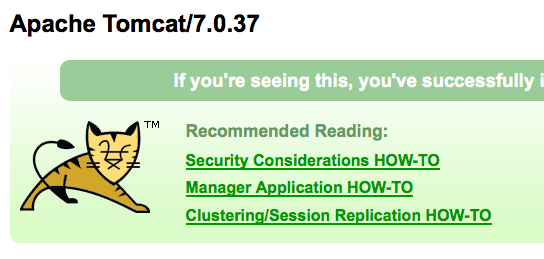 Apache Tomcat/7.0.37
If you're seeing this, you've successfully
TM
Recommended Reading:
Security Considerations HOW-TO
Manager Application HOW-TO
Clustering/Session Replication HOW-TO